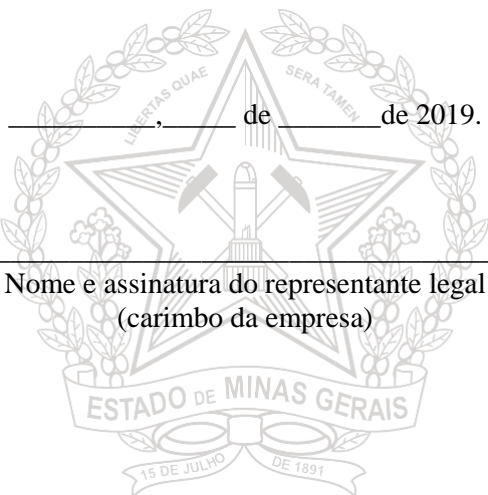 LIBERTAS QUAE SERA TAMEN
__________,_____ de _______de 2019.
Nome e assinatura do representante legal
(carimbo da empresa)
ESTADO DE MINAS GERAIS
15 DE JULHO DE 1891